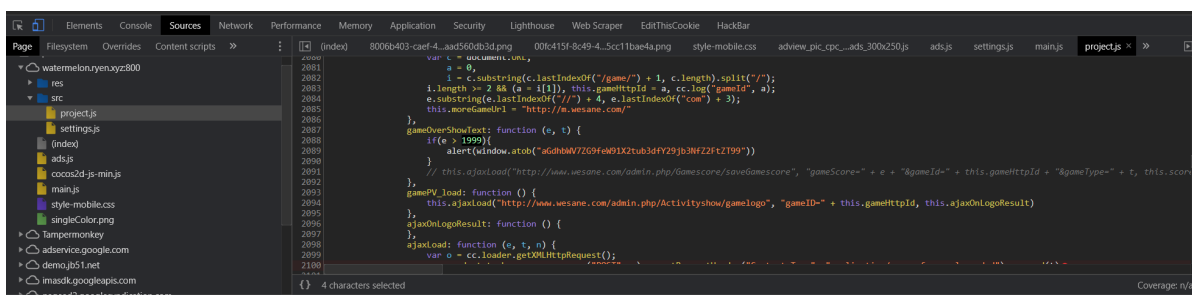 Elements Console Sources Network Performance Memory Application Security Lighthouse Web Scraper EditThisCookie HackBar
Page Filesystem Overrides Content scripts » (index) 8006b403-caef-4...aad560db3d.png 00fc415f-8c49-4...5cc11bae4a.png style-mobile.css adview_pic_cpc_...ads_300x250.js ads.js settings.js main.js project.js × »
watermelon.ryen.xyz:800
res
src
project.js
settings.js
(index)
ads.js
cocos2d-js-min.js
main.js
style-mobile.css
singleColor.png
Tampermonkey
adservice.google.com
demo.jb51.net
imasdk.googleapis.com
2080 var c = document.URL,
2081 a = 0,
2082 i = c.substring(c.lastIndexOf("/game/") + 1, c.length).split("/");
2083 i.length >= 2 && (a = i[1]), this.gameHttpId = a, cc.log("gameId", a);
2084 e.substring(e.lastIndexOf("//") + 4, e.lastIndexOf("com") + 3);
2085 this.moreGameUrl = "http://m.wesane.com/"
2086 },
2087 gameOverShowText: function (e, t) {
2088 if(e > 1999){
2089 alert(window.atob("aGdhbWV7ZG9feW91X2tub3dfY29jb3NfZ2FtZT99"))
2090 }
2091 // this.ajaxLoad("http://www.wesane.com/admin.php/Gamescore/saveGamescore", "gameScore=" + e + "&gameId=" + this.gameHttpId + "&gameType=" + t, this.score
2092 },
2093 gamePV_load: function () {
2094 this.ajaxLoad("http://www.wesane.com/admin.php/Activityshow/gamelogo", "gameID=" + this.gameHttpId, this.ajaxOnLogoResult)
2095 },
2096 ajaxOnLogoResult: function () {
2097 },
2098 ajaxLoad: function (e, t, n) {
2099 var o = cc.loader.getXMLHttpRequest();
2100
{} 4 characters selected Coverage: n/a